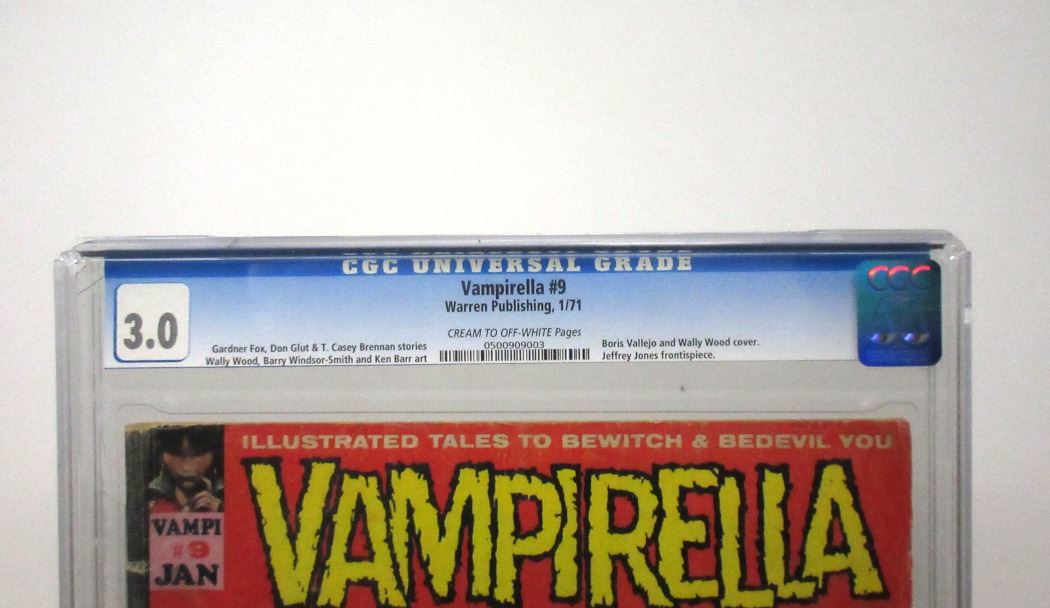 CGC UNIVERSAL GRADE
3.0
Vampirella #9
Warren Publishing, 1/71
CREAM TO OFF-WHITE Pages
0500909003
Gardner Fox, Don Glut & T. Casey Brennan stories
Wally Wood, Barry Windsor-Smith and Ken Barr art
Boris Vallejo and Wally Wood cover.
Jeffrey Jones frontispiece.
CGC
ILLUSTRATED TALES TO BEWITCH & BEDEVIL YOU
VAMPIRELLA
VAMPI
#9
JAN